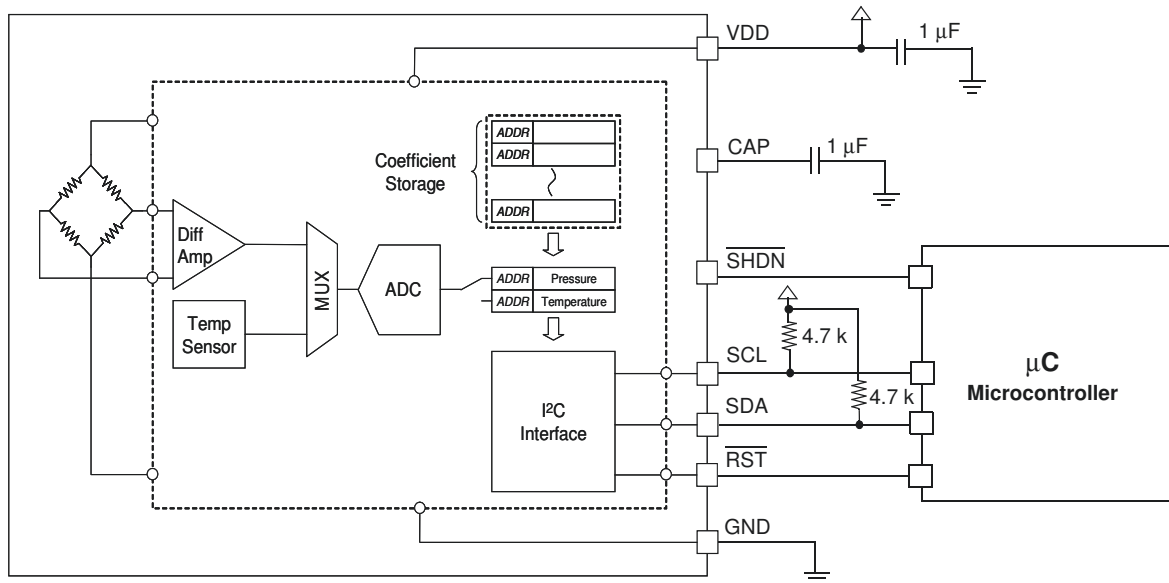 VDD
1 μF
ADDR
ADDR
Coefficient
Storage
ADDR
CAP
1 μF
Diff
Amp
MUX
ADC
ADDR Pressure
ADDR Temperature
SHDN
Temp
Sensor
4.7 k
SCL
μC
Microcontroller
4.7 k
I²C
Interface
SDA
RST
GND